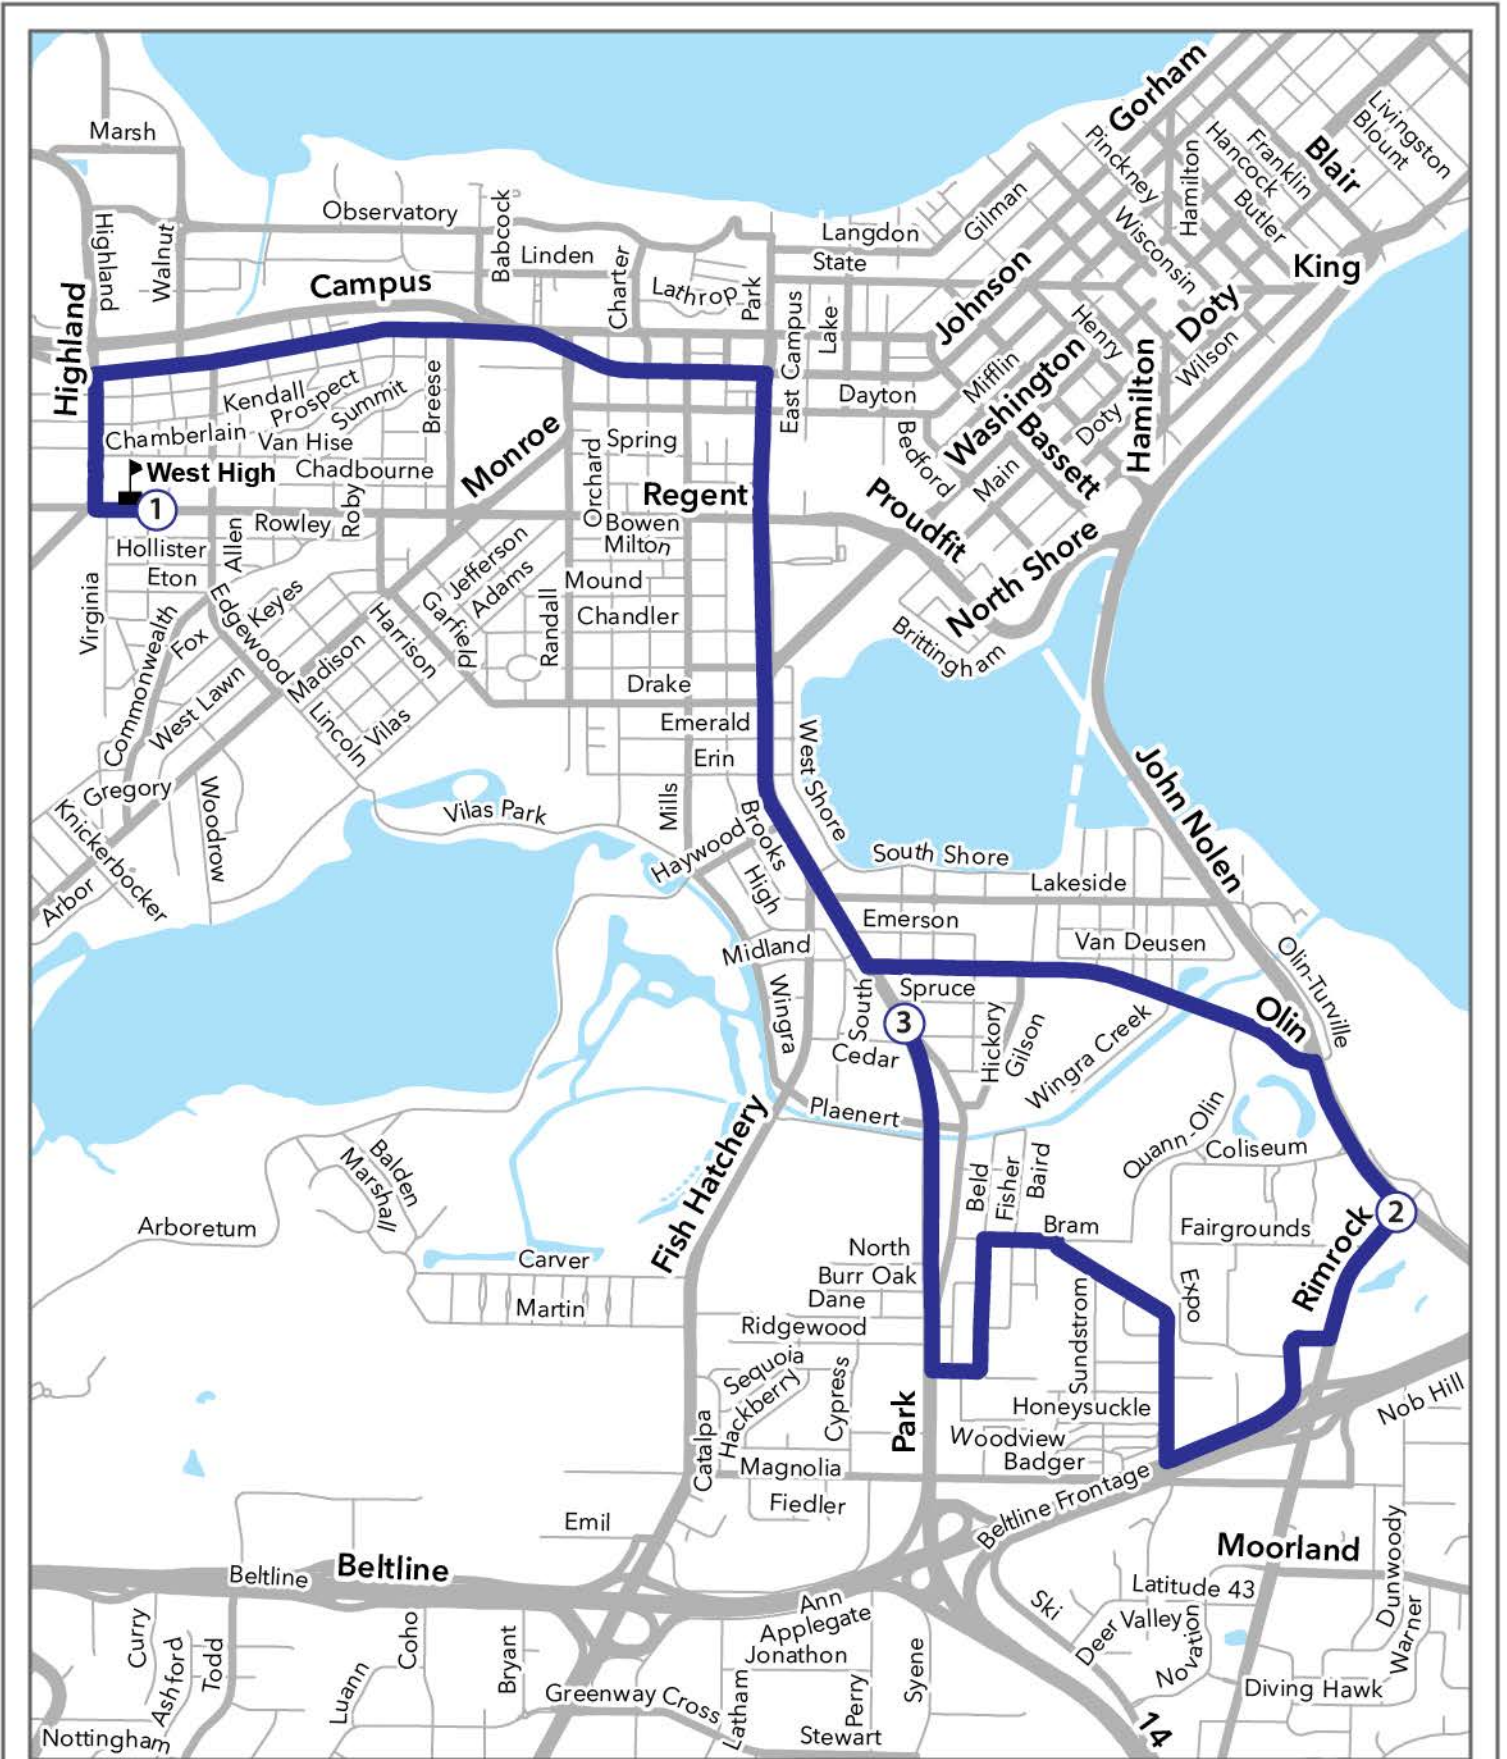 Gorham
Livingston
Blount
Marsh
Pinckney
Hamilton
Hancock
Franklin
Blair
Butler
Observatory
Babcock
Gilman
Highland
Walnut
Langdon
Wisconsin
Linden
State
King
Charter
Lathrop
Park
Campus
Johnson
Highland
East Campus
Lake
Henry
Doty
Wilson
Mifflin
Kendall
Prospect
Summit
Breese
Dayton
Washington
Bassett
Doty
Hamilton
Chamberlain
Van Hise
Monroe
Spring
Bedford
Main
West High
Chadbourne
Orchard
Regent
Proudfit
1
Rowley
Roby
Bowen
Milton
North Shore
Hollister
Allen
Jefferson
Adams
Eton
Mound
Virginia
Edgewood
Keyes
Harrison
Garfield
Randall
Chandler
Brittingham
Commonwealth
Fox
Madison
West Lawn
Drake
Lincoln
Vilas
Emerald
West Shore
Erin
John Nolen
Gregory
Woodrow
Vilas Park
Mills
Brooks
Knickerbocker
Haywood
High
South Shore
Lakeside
Arbor
Emerson
Midland
Van Deusen
Olin-Turville
Wingra
South
Spruce
Olin
3
Hickory
Gilson
Wingra Creek
Cedar
Plaenert
Fish Hatchery
Quann-Olin
Coliseum
Balden
Marshall
Beld
Fisher
Baird
Arboretum
Bram
Fairgrounds
Rimrock
2
Carver
North
Burr Oak
Expo
Martin
Dane
Sundstrom
Ridgewood
Sequoia
Hackberry
Cypress
Catalpa
Park
Honeysuckle
Nob Hill
Woodview
Badger
Magnolia
Fiedler
Beltline Frontage
Emil
Moorland
Dunwoody
Beltline
Beltline
Ann
Applegate
Latitude 43
Ski
Deer Valley
Novation
Warner
Curry
Ashford
Todd
Coho
Bryant
Jonathon
Syene
Luann
Greenway Cross
Latham
Perry
Diving Hawk
Nottingham
Stewart
14